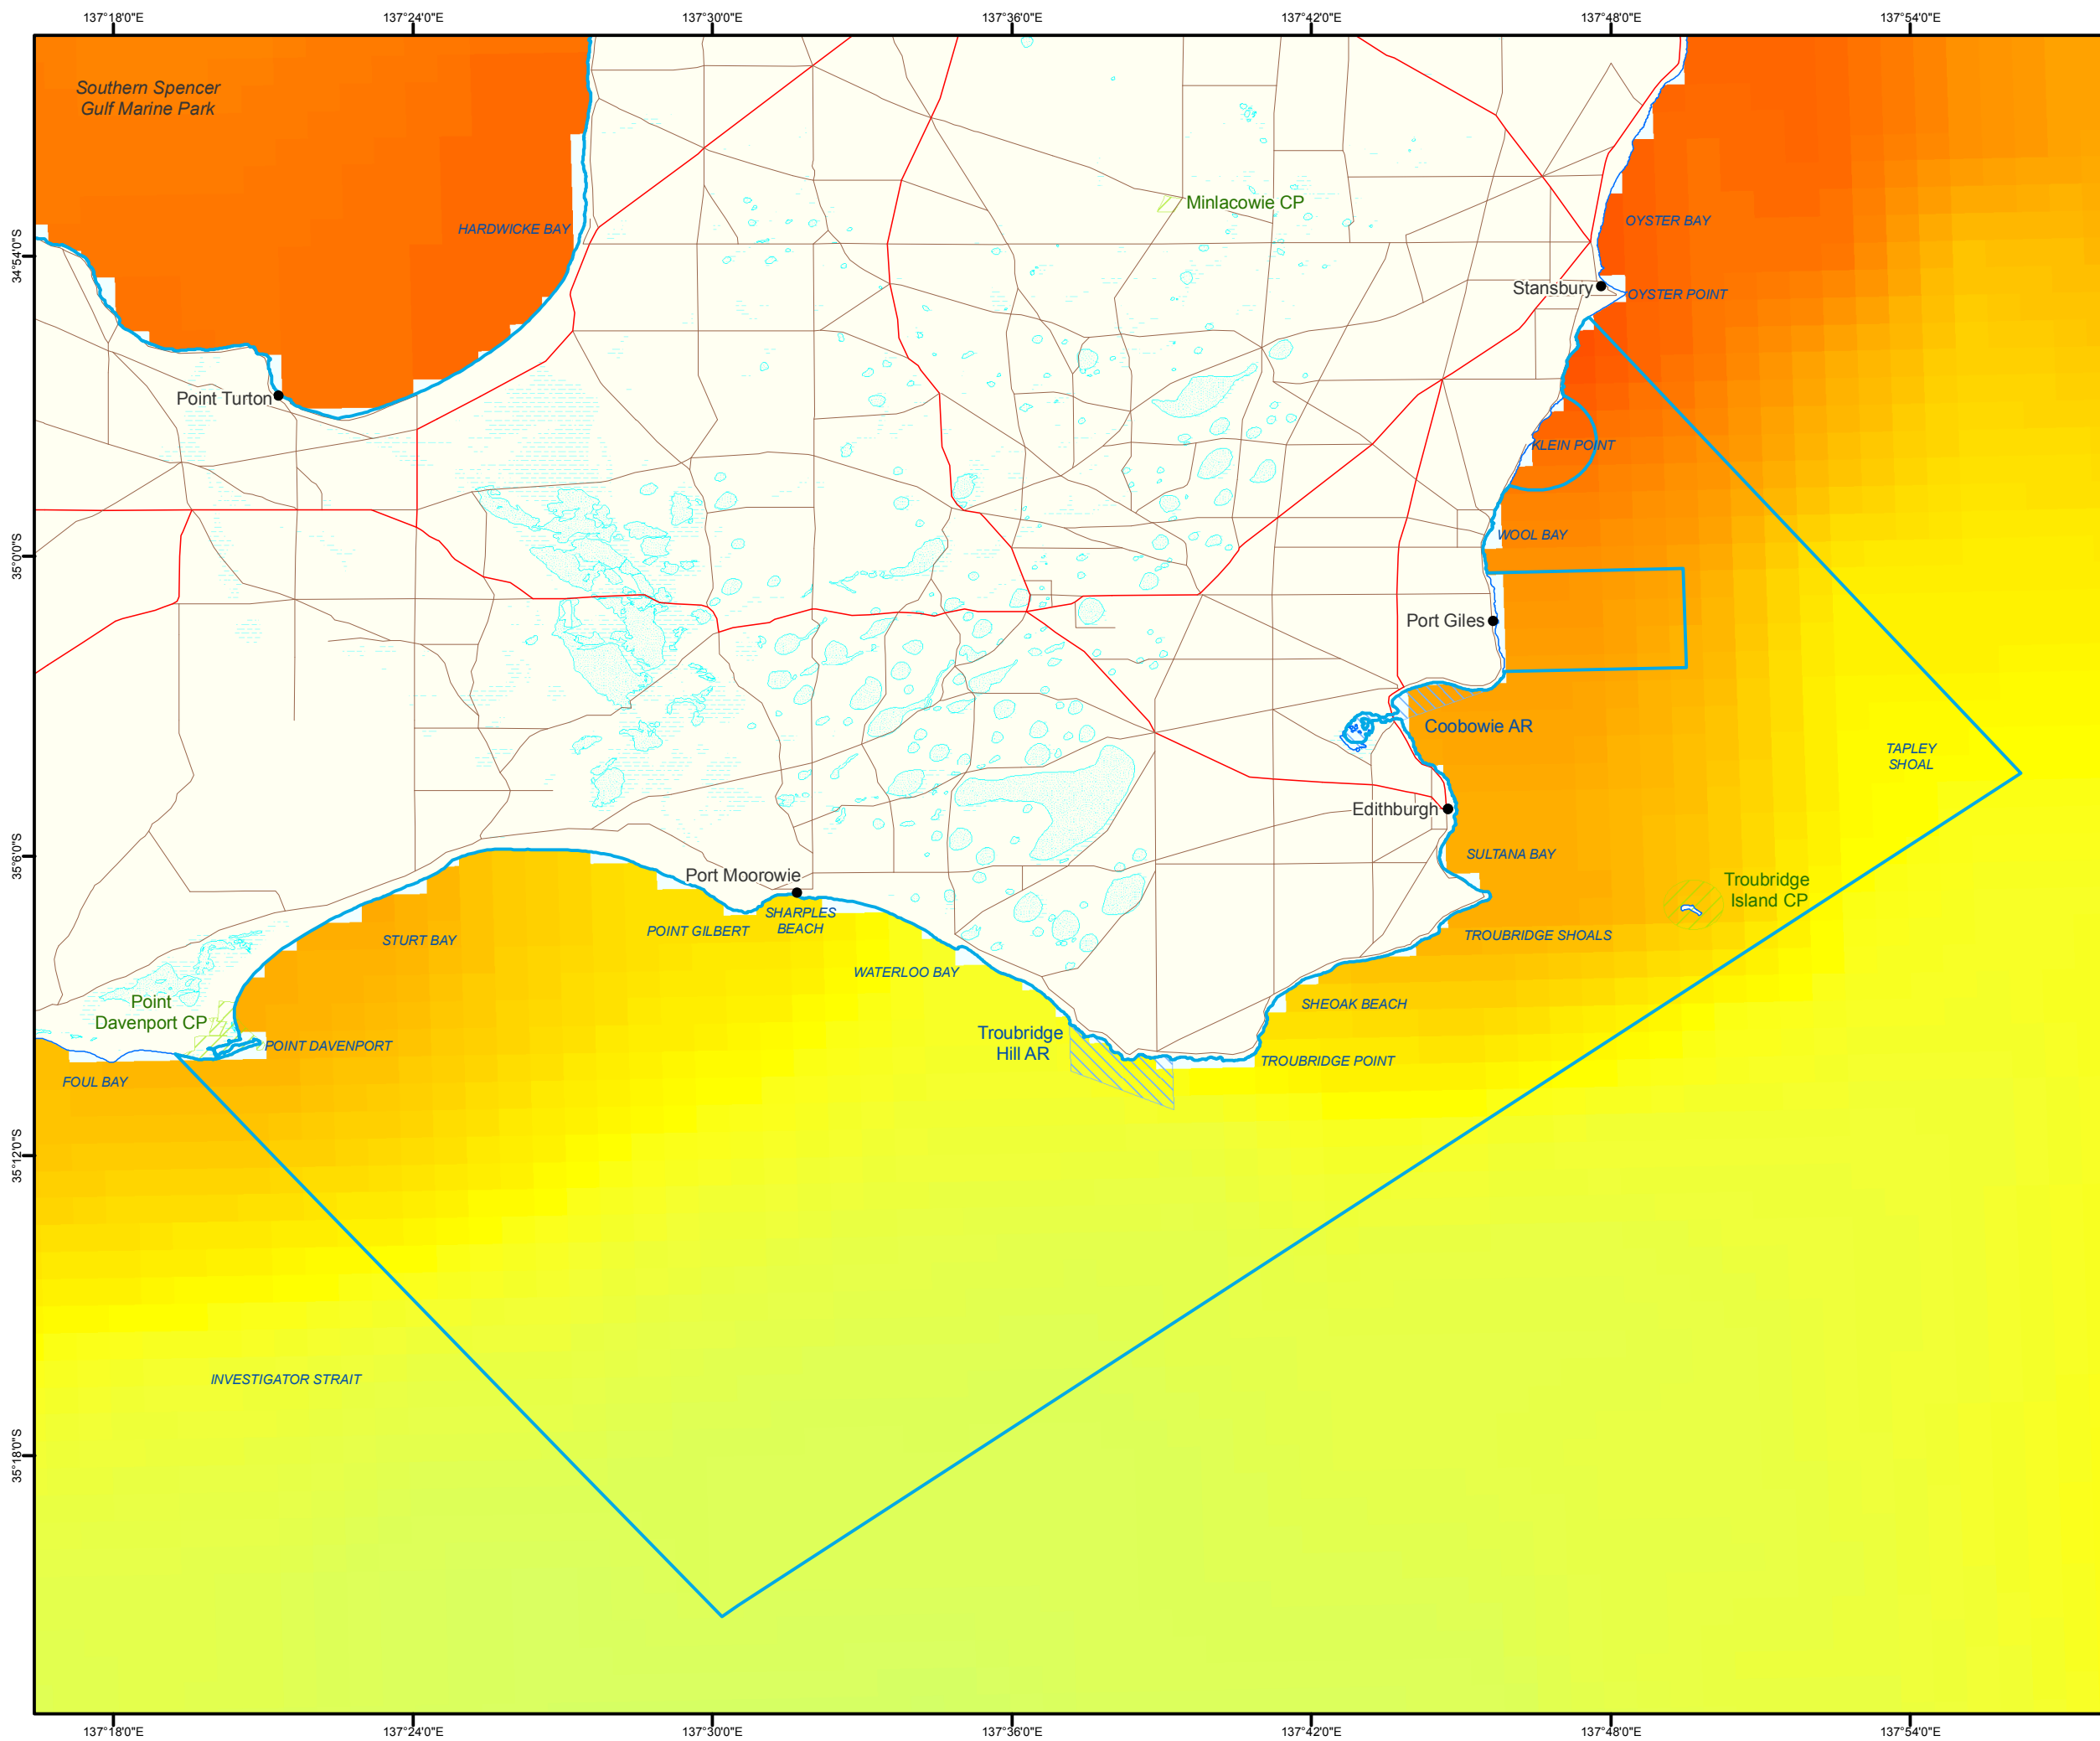 137°18'0"E
137°24'0"E
137°30'0"E
137°36'0"E
137°42'0"E
137°48'0"E
137°54'0"E
Southern Spencer
Gulf Marine Park
Minlacowie CP
HARDWICKE BAY
OYSTER BAY
34°54'0"S
Stansbury
OYSTER POINT
Point Turton
KLEIN POINT
WOOL BAY
35°0'0"S
Port Giles
Coobowie AR
TAPLEY
SHOAL
Edithburgh
35°6'0"S
SULTANA BAY
Port Moorowie
Troubridge
Island CP
SHARPLES
BEACH
POINT GILBERT
STURT BAY
TROUBRIDGE SHOALS
WATERLOO BAY
Point
Davenport CP
SHEOAK BEACH
Troubridge
Hill AR
POINT DAVENPORT
TROUBRIDGE POINT
FOUL BAY
35°12'0"S
INVESTIGATOR STRAIT
35°18'0"S
137°18'0"E
137°24'0"E
137°30'0"E
137°36'0"E
137°42'0"E
137°48'0"E
137°54'0"E